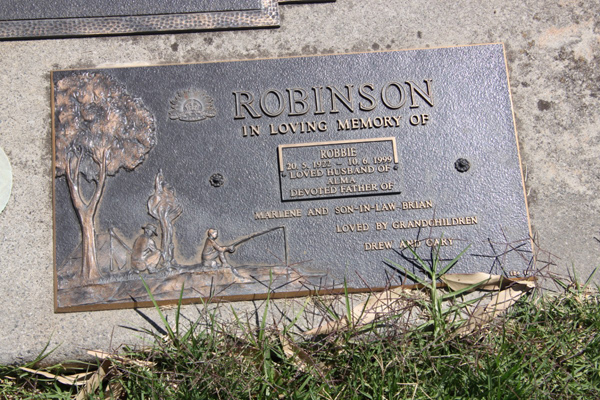 ROBINSON
IN LOVING MEMORY OF
ROBBIE
20. 5. 1922 – 10. 6. 1999
LOVED HUSBAND OF
ALMA
DEVOTED FATHER OF
MARLENE AND SON-IN-LAW BRIAN
LOVED BY GRANDCHILDREN
DREW AND CARY